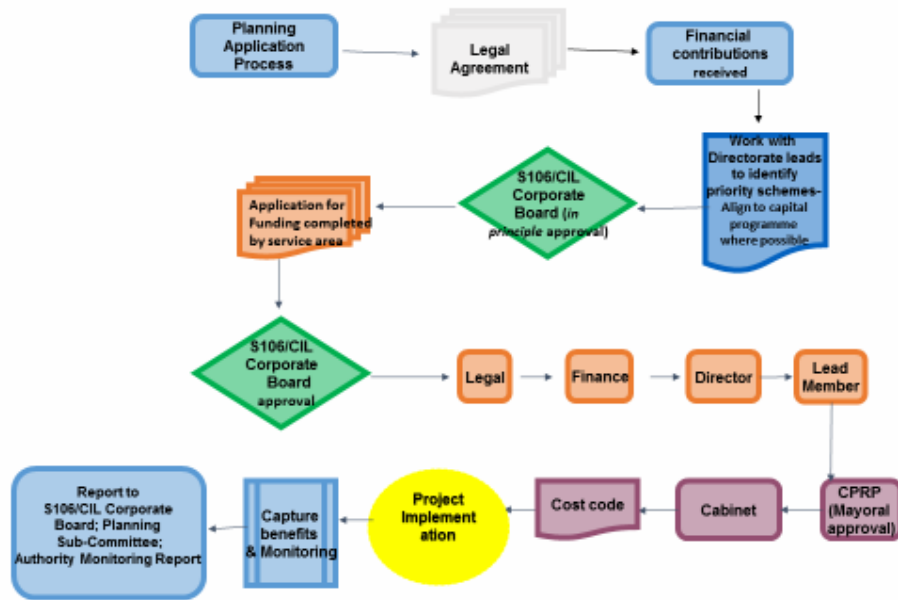 Planning
Application
Process
Legal
Agreement
Financial
contributions
received
Work with
Directorate leads
to identify
priority schemes-
Align to capital
programme
where possible
S106/CIL
Corporate
Board (in
principle approval)
Application for
Funding completed
by service area
S106/CIL
Corporate
Board
approval
Legal
Finance
Director
Lead
Member
CPRP
(Mayoral
approval)
Cabinet
Cost code
Project
Implement
ation
Capture
benefits
& Monitoring
Report to
S106/CIL Corporate
Board; Planning
Sub-Committee;
Authority Monitoring Report